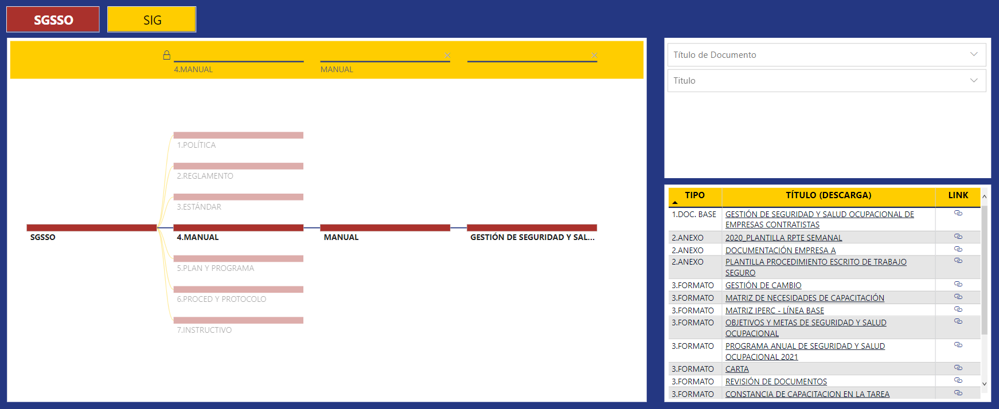 SGSSO
SIG
4.MANUAL
MANUAL
1.POLÍTICA
2.REGLAMENTO
3.ESTÁNDAR
SGSSO
4.MANUAL
MANUAL
GESTIÓN DE SEGURIDAD Y SAL...
5.PLAN Y PROGRAMA
6.PROCED Y PROTOCOLO
7.INSTRUCTIVO
Título de Documento
Titulo
TIPO TÍTULO (DESCARGA) LINK
1.DOC. BASE GESTIÓN DE SEGURIDAD Y SALUD OCUPACIONAL DE
EMPRESAS CONTRATISTAS
2.ANEXO 2020_PLANTILLA RPTE SEMANAL
2.ANEXO DOCUMENTACIÓN EMPRESA A
2.ANEXO PLANTILLA PROCEDIMIENTO ESCRITO DE TRABAJO
SEGURO
3.FORMATO GESTIÓN DE CAMBIO
3.FORMATO MATRIZ DE NECESIDADES DE CAPACITACIÓN
3.FORMATO MATRIZ IPERC - LÍNEA BASE
3.FORMATO OBJETIVOS Y METAS DE SEGURIDAD Y SALUD
OCUPACIONAL
3.FORMATO PROGRAMA ANUAL DE SEGURIDAD Y SALUD
OCUPACIONAL 2021
3.FORMATO CARTA
3.FORMATO REVISIÓN DE DOCUMENTOS
3.FORMATO CONSTANCIA DE CAPACITACION EN LA TAREA